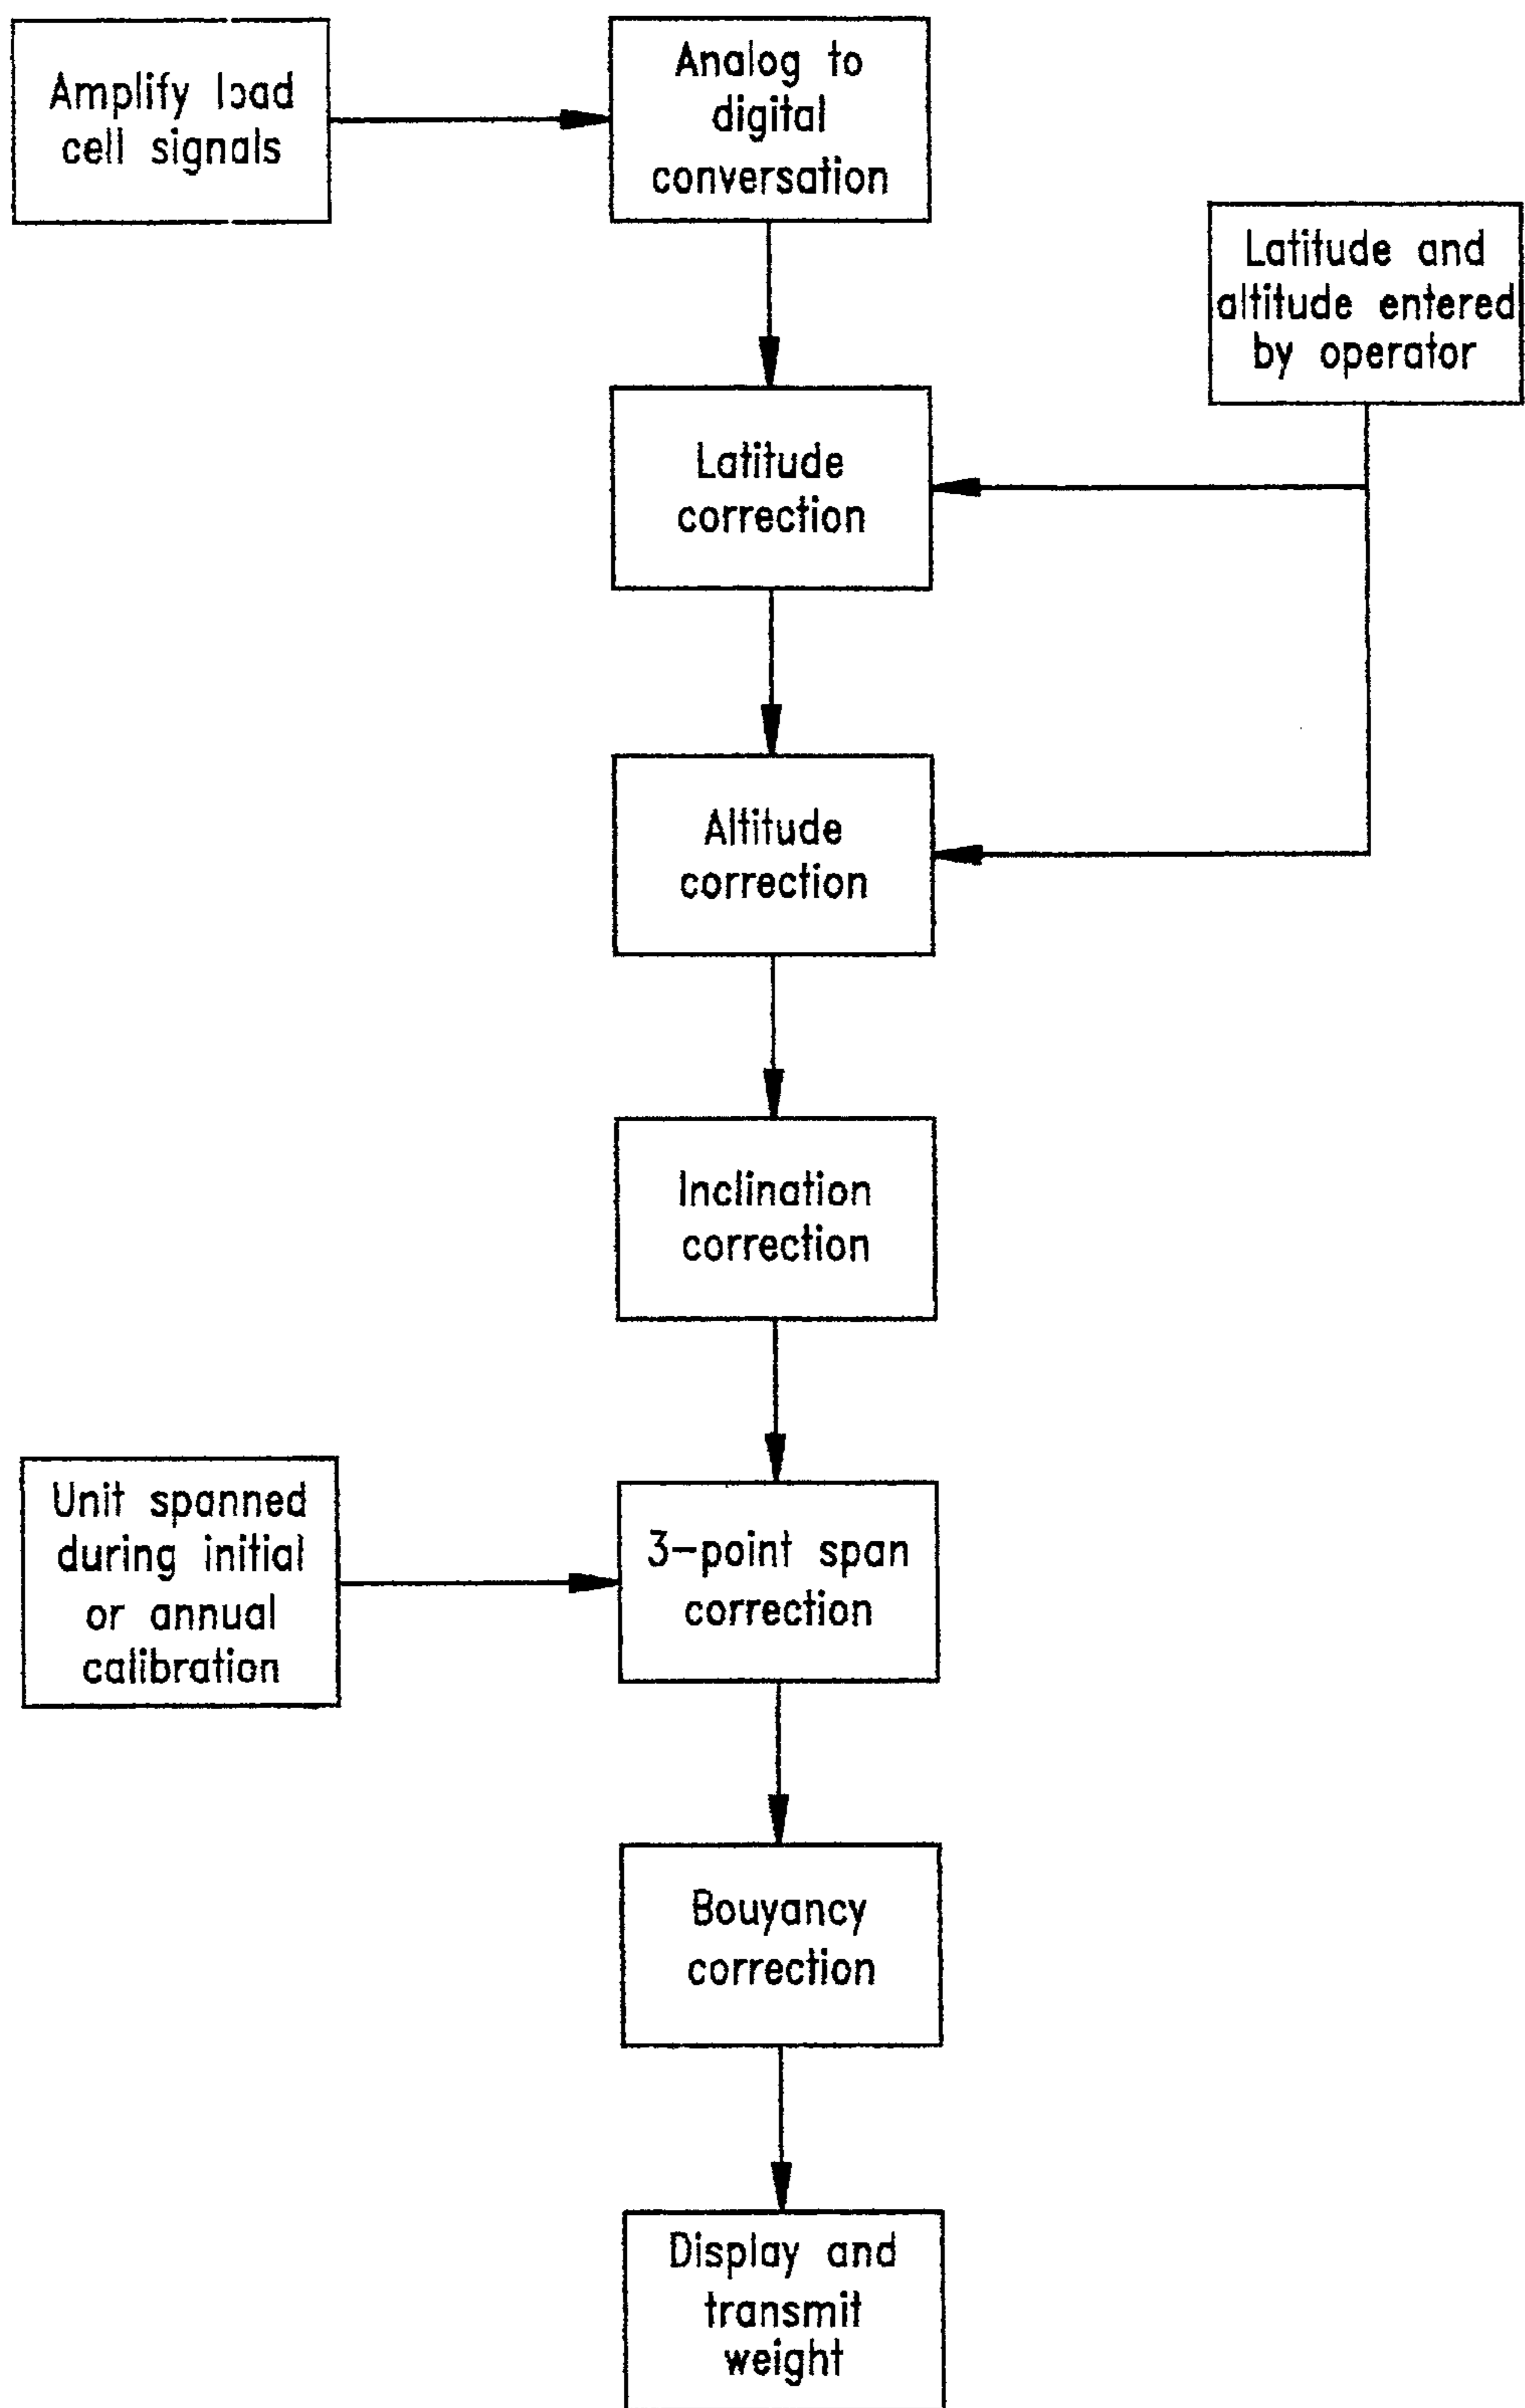 Amplify load
cell signals
Analog to
digital
conversation
Latitude and
altitude entered
by operator
Latitude
correction
Altitude
correction
Inclination
correction
Unit spanned
during initial
or annual
calibration
3-point span
correction
Bouyancy
correction
Display and
transmit
weight